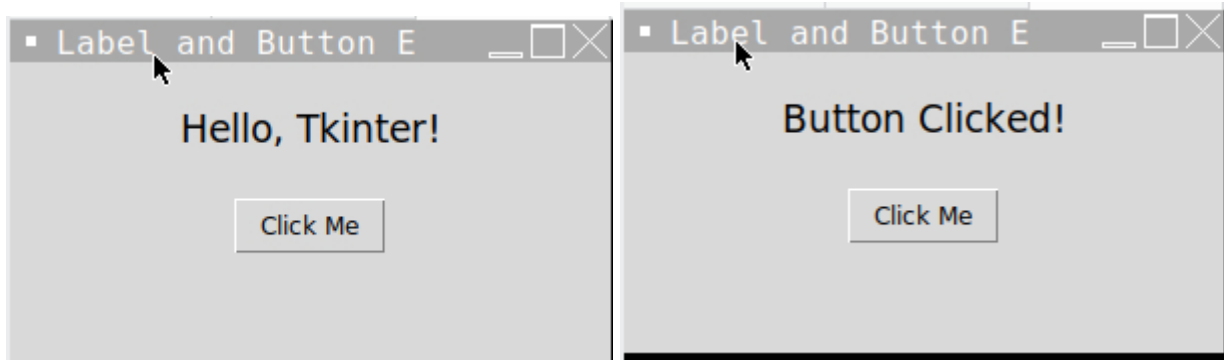 Label and Button E
Hello, Tkinter!
Click Me
Label and Button E
Button Clicked!
Click Me